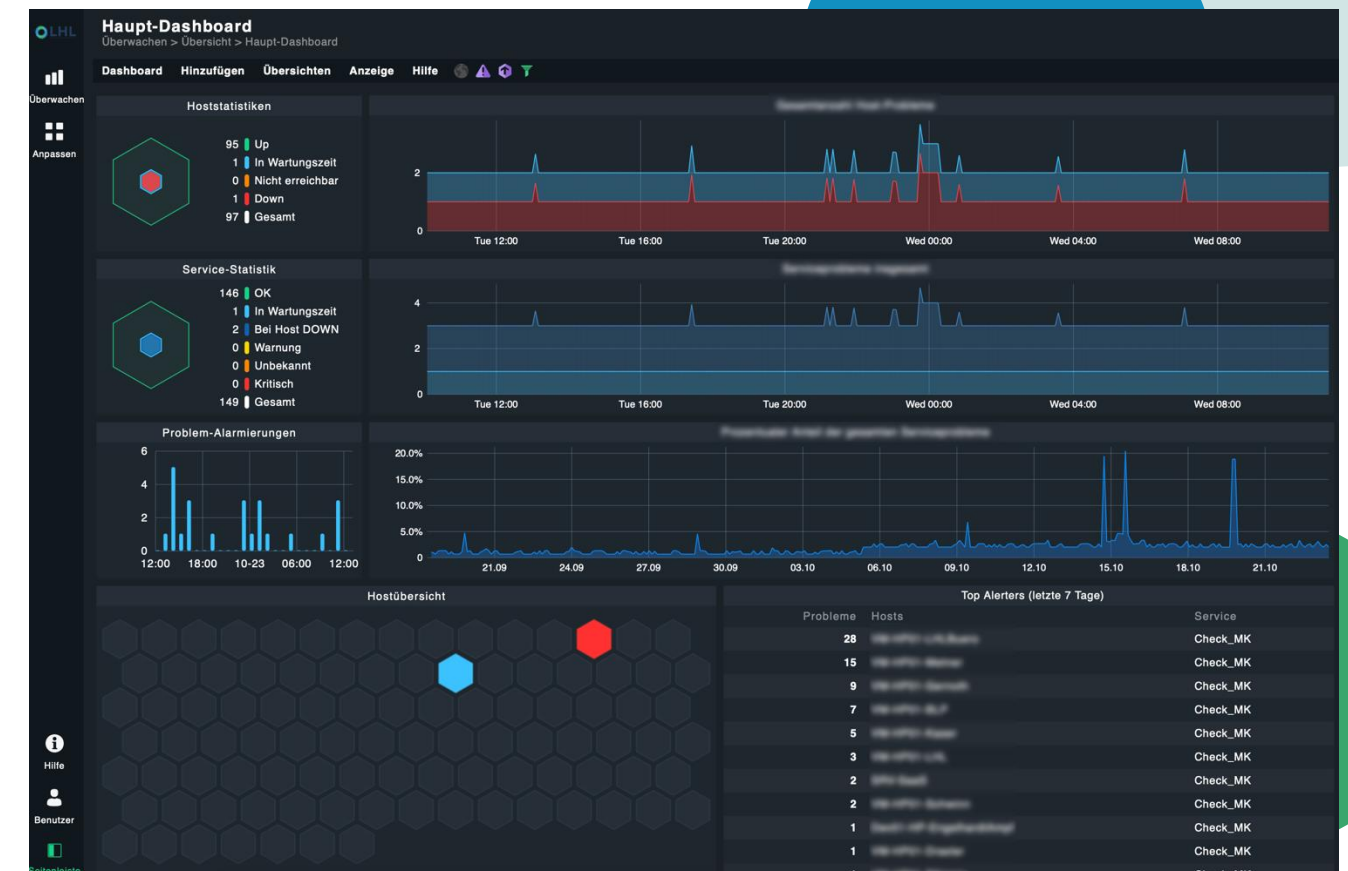 LHL
Haupt-Dashboard
Überwachen > Übersicht > Haupt-Dashboard
Dashboard Hinzufügen Übersichten Anzeige Hilfe
Überwachen
Anpassen
Hoststatistiken
95 Up
1 In Wartungszeit
0 Nicht erreichbar
1 Down
97 Gesamt
2
0
Tue 12:00 Tue 16:00 Tue 20:00 Wed 00:00 Wed 04:00 Wed 08:00
Service-Statistik
146 OK
1 In Wartungszeit
2 Bei Host DOWN
0 Warnung
0 Unbekannt
0 Kritisch
149 Gesamt
4
2
0
Tue 12:00 Tue 16:00 Tue 20:00 Wed 00:00 Wed 04:00 Wed 08:00
Problem-Alarmierungen
6
4
2
0
12:00 18:00 10-23 06:00 12:00
20.0%
15.0%
10.0%
5.0%
0
21.09 24.09 27.09 30.09 03.10 06.10 09.10 12.10 15.10 18.10 21.10
Hostübersicht
Top Alerters (letzte 7 Tage)
Probleme Hosts Service
28 Check_MK
15 Check_MK
9 Check_MK
7 Check_MK
5 Check_MK
3 Check_MK
2 Check_MK
2 Check_MK
1 Check_MK
1 Check_MK
Hilfe
Benutzer